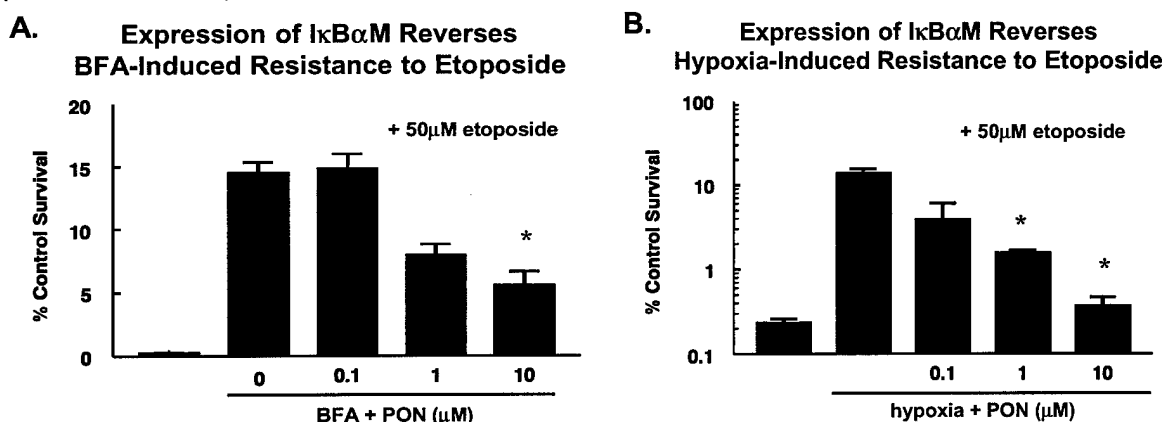 A.
Expression of IκBαM Reverses
BFA-Induced Resistance to Etoposide
20
15
10
5
0
% Control Survival
+ 50μM etoposide
*
0 0.1 1 10
BFA + PON (μM)
B.
Expression of IκBαM Reverses
Hypoxia-Induced Resistance to Etoposide
100
10
1
0.1
% Control Survival
+ 50μM etoposide
*
*
0.1 1 10
hypoxia + PON (μM)